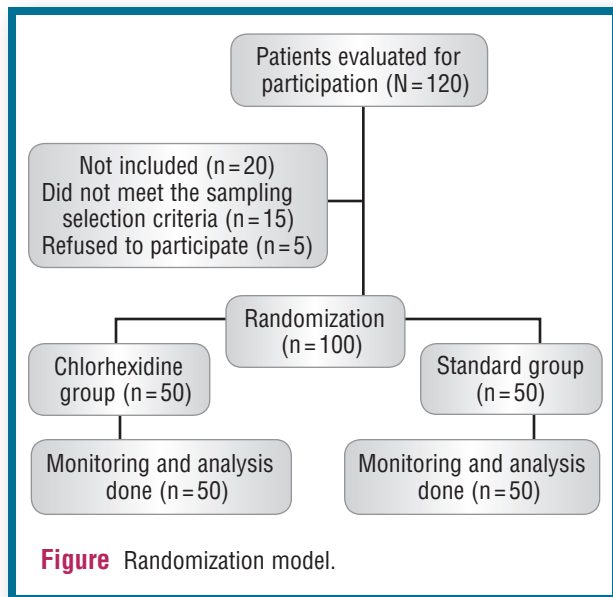 Patients evaluated for
participation (N=120)
Not included (n=20)
Did not meet the sampling
selection criteria (n=15)
Refused to participate (n=5)
Randomization
(n=100)
Chlorhexidine
group (n=50)
Standard group
(n=50)
Monitoring and analysis
done (n=50)
Monitoring and analysis
done (n=50)
Figure Randomization model.